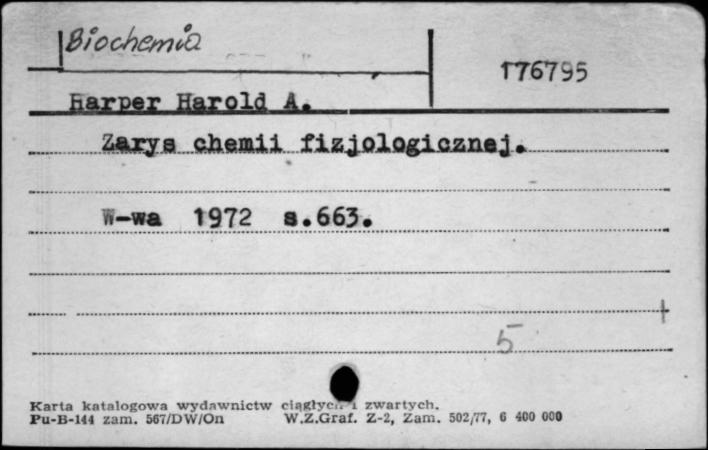 Biochemia
176795
Harper Harold A.
Zarys chemii fizjologicznej.
W-wa 1972 s.663.
5
Karta katalogowa wydawnictw ciągłych i zwartych.
Pu-B-144 zam. 567/DW/On W.Z.Graf. Z-2, Zam. 502/77, 6 400 000